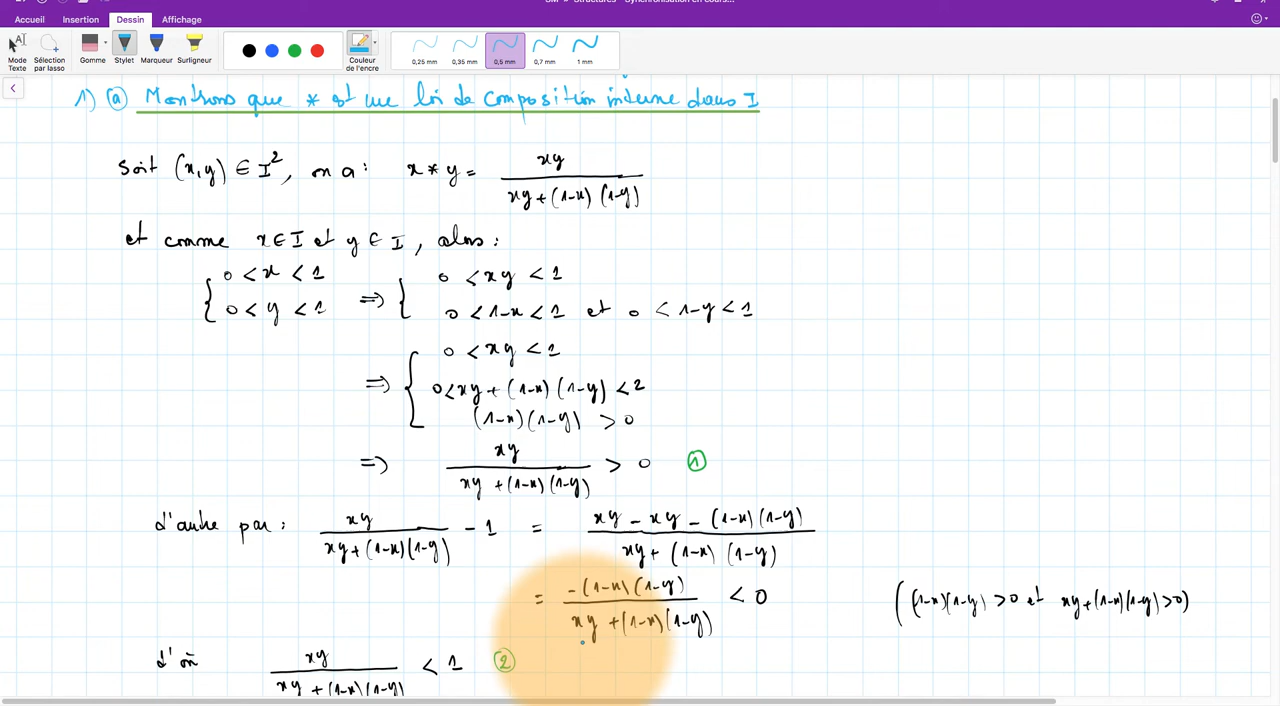 SM * Structures - Synchronisation en cours...
Accueil Insertion Dessin Affichage
Mode Texte Sélection par lasso Gomme Stylet Marqueur Surligneur Couleur de l'encre 0,25 mm 0,35 mm 0,5 mm 0,7 mm 1 mm
1) (a) Montrons que * est une loi de composition interne dans I
Soit (x,y) ∈ I², on a : x * y = xy / (xy + (1-x)(1-y))
et comme x ∈ I et y ∈ I, alors :
{ 0 < x < 1 ⇒ { 0 < xy < 1
0 < y < 1 0 < 1-x < 1 et 0 < 1-y < 1
⇒ { 0 < xy < 1
0 < xy + (1-x)(1-y) < 2
(1-x)(1-y) > 0
⇒ xy / (xy + (1-x)(1-y)) > 0 ①
d'autre par : xy / (xy + (1-x)(1-y)) - 1 = (xy - xy - (1-x)(1-y)) / (xy + (1-x)(1-y))
= -(1-x)(1-y) / (xy + (1-x)(1-y)) < 0 ((1-x)(1-y) > 0 et xy + (1-x)(1-y) > 0)
d'où xy / (xy + (1-x)(1-y)) < 1 ②